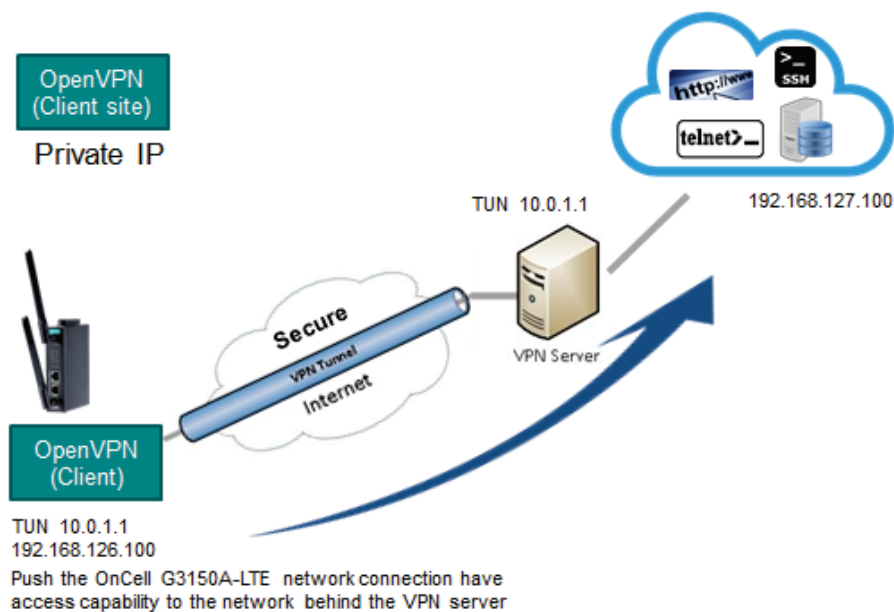 OpenVPN
(Client site)
Private IP
http://www
>_
SSH
telnet>_
192.168.127.100
TUN 10.0.1.1
VPN Server
Secure
VPN Tunnel
Internet
OpenVPN
(Client)
TUN 10.0.1.1
192.168.126.100
Push the OnCell G3150A-LTE network connection have
access capability to the network behind the VPN server